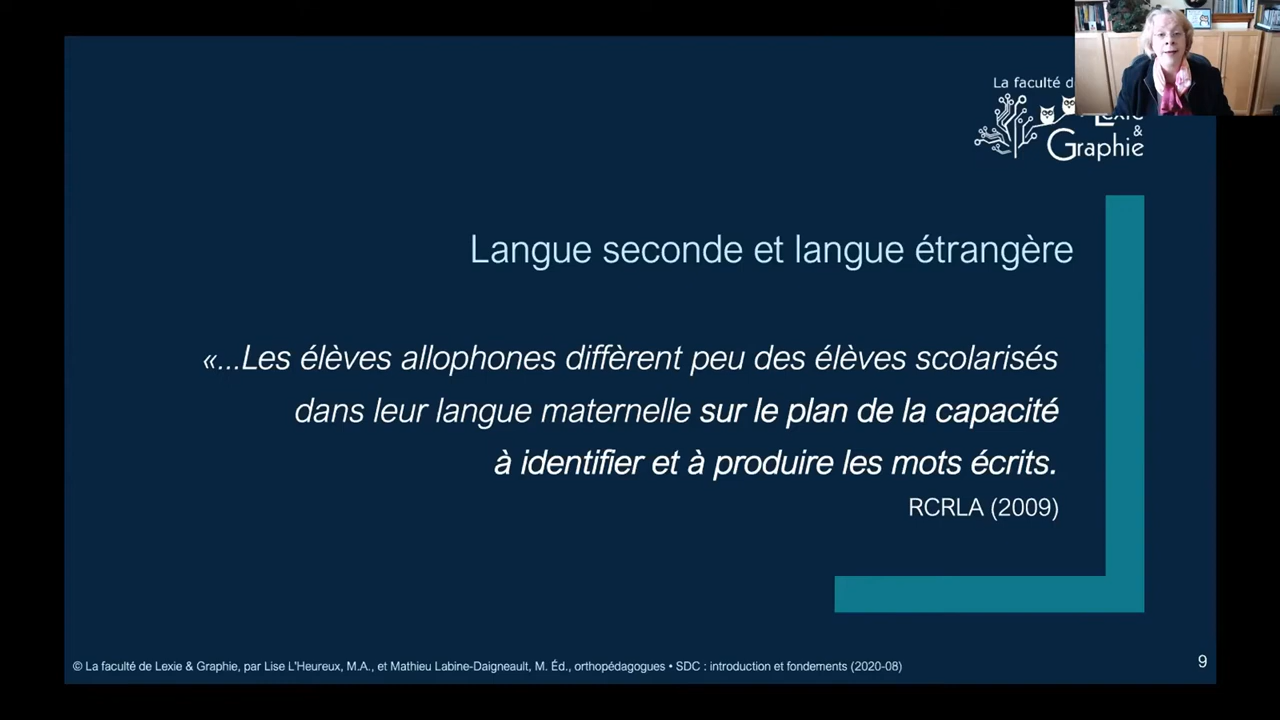 La faculté d
&
Graphie
Langue seconde et langue étrangère
«...Les élèves allophones diffèrent peu des élèves scolarisés
dans leur langue maternelle sur le plan de la capacité
à identifier et à produire les mots écrits.
RCRLA (2009)
© La faculté de Lexie & Graphie, par Lise L'Heureux, M.A., et Mathieu Labine-Daigneault, M. Éd., orthopédagogues • SDC : introduction et fondements (2020-08)
9